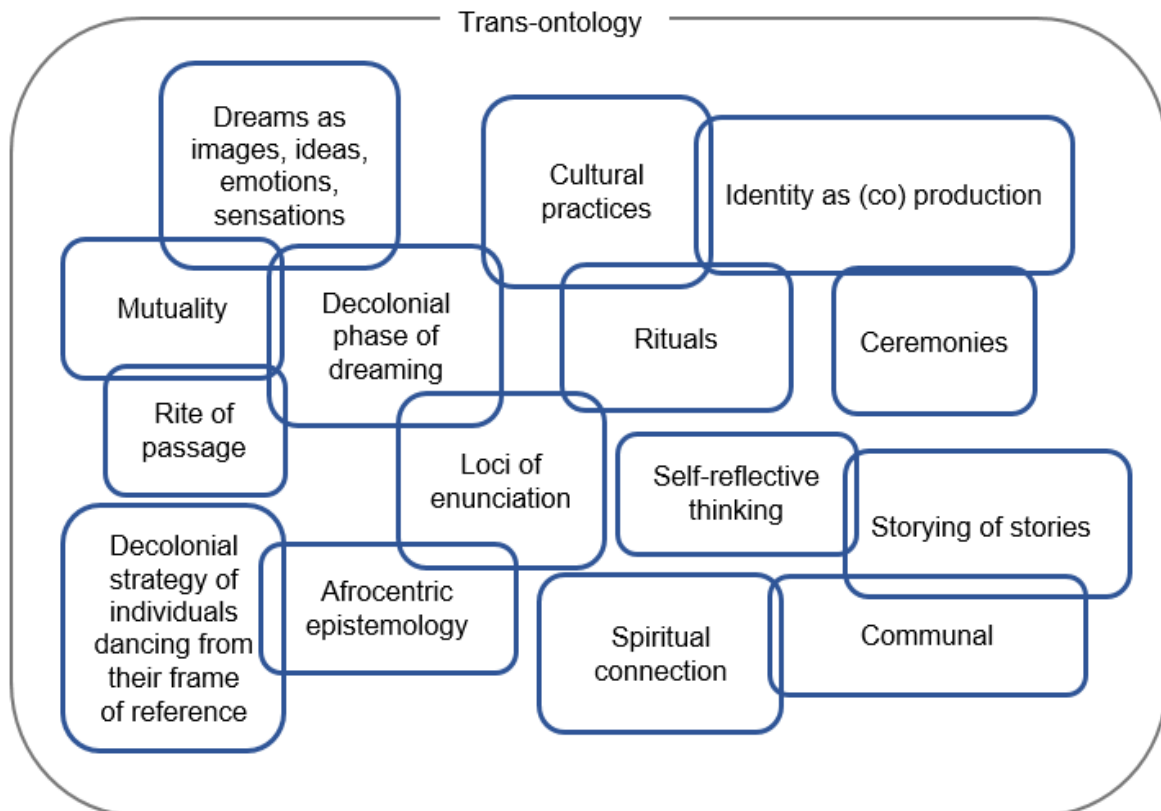 Trans-ontology
Dreams as
images, ideas,
emotions,
sensations
Cultural
practices
Identity as (co) production
Mutuality
Decolonial
phase of
dreaming
Rituals
Ceremonies
Rite of
passage
Loci of
enunciation
Self-reflective
thinking
Storying of stories
Decolonial
strategy of
individuals
dancing from
their frame
of reference
Afrocentric
epistemology
Spiritual
connection
Communal